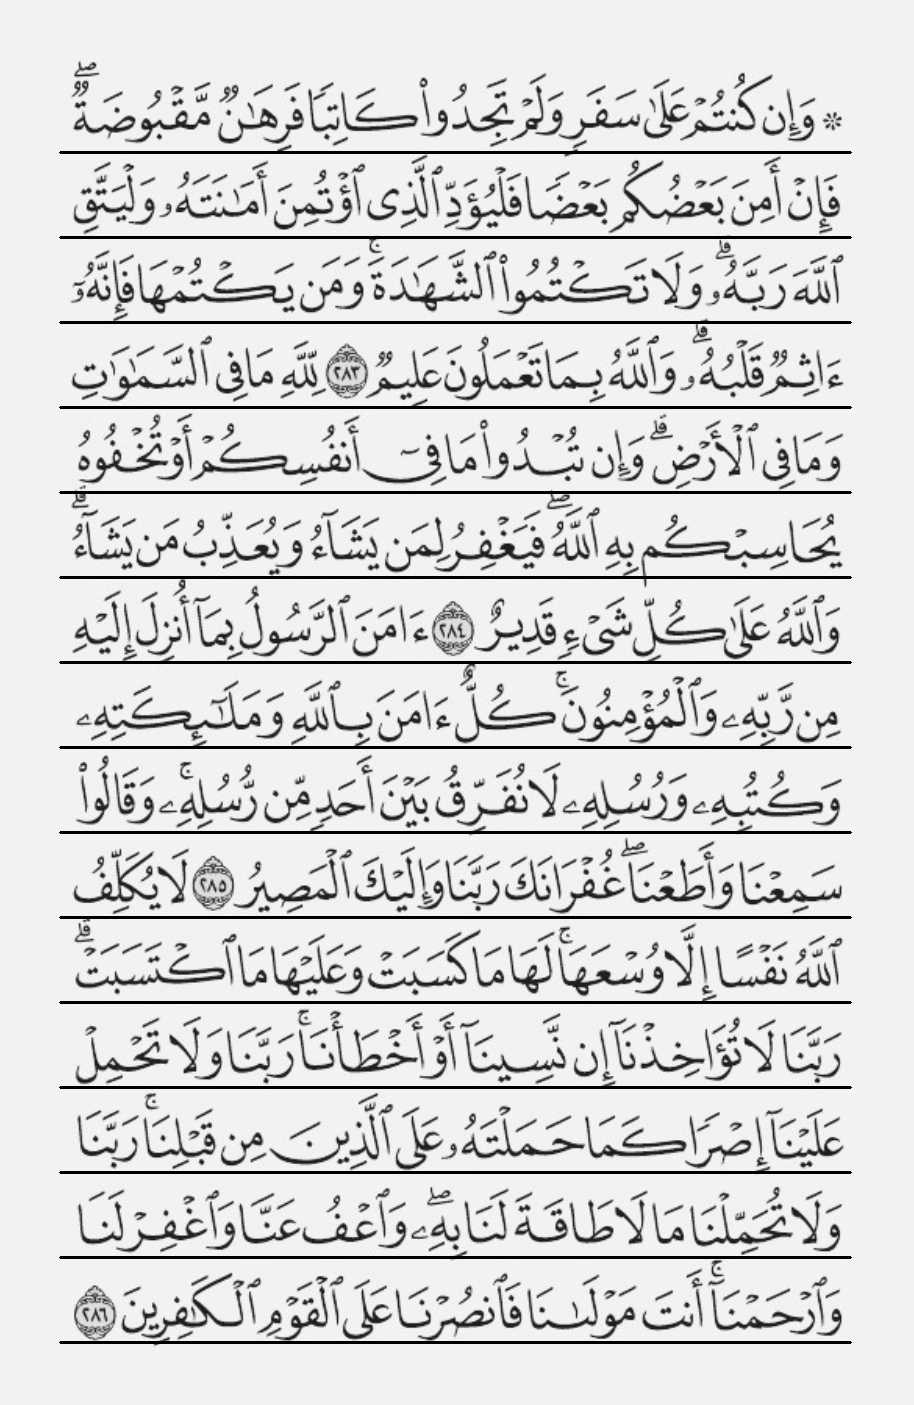 ۞ وَإِن كُنتُمْ عَلَىٰ سَفَرٍ وَلَمْ تَجِدُوا۟ كَاتِبًا فَرِهَـٰنٌ مَّقْبُوضَةٌ ۖ
فَإِنْ أَمِنَ بَعْضُكُم بَعْضًا فَلْيُؤَدِّ ٱلَّذِى ٱؤْتُمِنَ أَمَـٰنَتَهُۥ وَلْيَتَّقِ
ٱللَّهَ رَبَّهُۥ ۗ وَلَا تَكْتُمُوا۟ ٱلشَّهَـٰدَةَ ۚ وَمَن يَكْتُمْهَا فَإِنَّهُۥٓ
ءَاثِمٌ قَلْبُهُۥ ۗ وَٱللَّهُ بِمَا تَعْمَلُونَ عَلِيمٌ ٢٨٣ لِّلَّهِ مَا فِى ٱلسَّمَـٰوَٰتِ
وَمَا فِى ٱلْأَرْضِ ۗ وَإِن تُبْدُوا۟ مَا فِىٓ أَنفُسِكُمْ أَوْ تُخْفُوهُ
يُحَاسِبْكُم بِهِ ٱللَّهُ ۖ فَيَغْفِرُ لِمَن يَشَآءُ وَيُعَذِّبُ مَن يَشَآءُ ۗ
وَٱللَّهُ عَلَىٰ كُلِّ شَىْءٍ قَدِيرٌ ٢٨٤ ءَامَنَ ٱلرَّسُولُ بِمَآ أُنزِلَ إِلَيْهِ
مِن رَّبِّهِۦ وَٱلْمُؤْمِنُونَ ۚ كُلٌّ ءَامَنَ بِٱللَّهِ وَمَلَـٰٓئِكَتِهِۦ
وَكُتُبِهِۦ وَرُسُلِهِۦ لَا نُفَرِّقُ بَيْنَ أَحَدٍ مِّن رُّسُلِهِۦ ۚ وَقَالُوا۟
سَمِعْنَا وَأَطَعْنَا ۖ غُفْرَانَكَ رَبَّنَا وَإِلَيْكَ ٱلْمَصِيرُ ٢٨٥ لَا يُكَلِّفُ
ٱللَّهُ نَفْسًا إِلَّا وُسْعَهَا ۚ لَهَا مَا كَسَبَتْ وَعَلَيْهَا مَا ٱكْتَسَبَتْ ۗ
رَبَّنَا لَا تُؤَاخِذْنَآ إِن نَّسِينَآ أَوْ أَخْطَأْنَا ۚ رَبَّنَا وَلَا تَحْمِلْ
عَلَيْنَآ إِصْرًا كَمَا حَمَلْتَهُۥ عَلَى ٱلَّذِينَ مِن قَبْلِنَا ۚ رَبَّنَا
وَلَا تُحَمِّلْنَا مَا لَا طَاقَةَ لَنَا بِهِۦ ۖ وَٱعْفُ عَنَّا وَٱغْفِرْ لَنَا
وَٱرْحَمْنَآ ۚ أَنتَ مَوْلَىٰنَا فَٱنصُرْنَا عَلَى ٱلْقَوْمِ ٱلْكَـٰفِرِينَ ٢٨٦